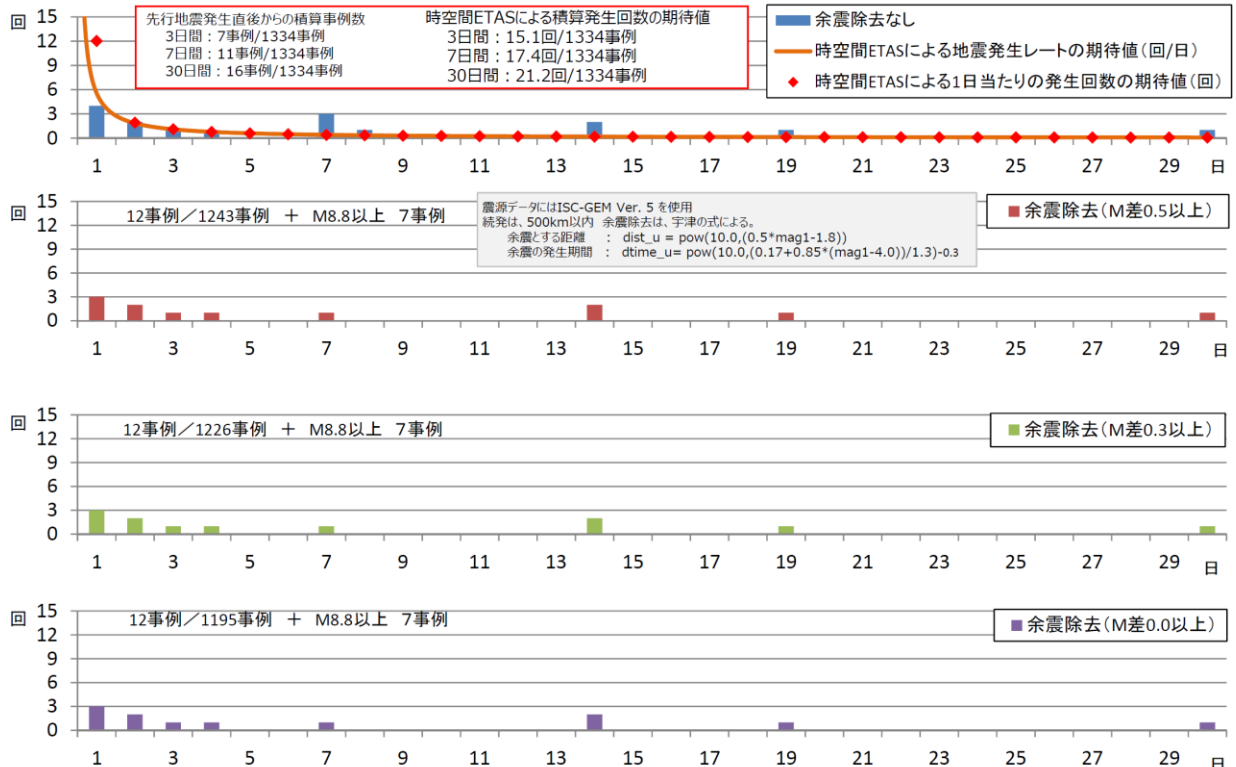 回
15
12
9
6
3
0
先行地震発生直後からの積算事例数
3日間：7事例/1334事例
7日間：11事例/1334事例
30日間：16事例/1334事例
時空間ETASによる積算発生回数の期待値
3日間：15.1回/1334事例
7日間：17.4回/1334事例
30日間：21.2回/1334事例
余震除去なし
時空間ETASによる地震発生レートの期待値(回/日)
時空間ETASによる1日当たりの発生回数の期待値(回)
1 3 5 7 9 11 13 15 17 19 21 23 25 27 29 日
回
15
12
9
6
3
0
12事例／1243事例 ＋ M8.8以上 7事例
震源データにはISC-GEM Ver. 5 を使用
続発は、500km以内 余震除去は、宇津の式による。
余震とする距離 ： dist_u = pow(10.0,(0.5*mag1-1.8))
余震の発生期間 ： dtime_u= pow(10.0,(0.17+0.85*(mag1-4.0))/1.3)-0.3
余震除去(M差0.5以上)
1 3 5 7 9 11 13 15 17 19 21 23 25 27 29 日
回
15
12
9
6
3
0
12事例／1226事例 ＋ M8.8以上 7事例
余震除去(M差0.3以上)
1 3 5 7 9 11 13 15 17 19 21 23 25 27 29 日
回
15
12
9
6
3
0
12事例／1195事例 ＋ M8.8以上 7事例
余震除去(M差0.0以上)
1 3 5 7 9 11 13 15 17 19 21 23 25 27 29 日